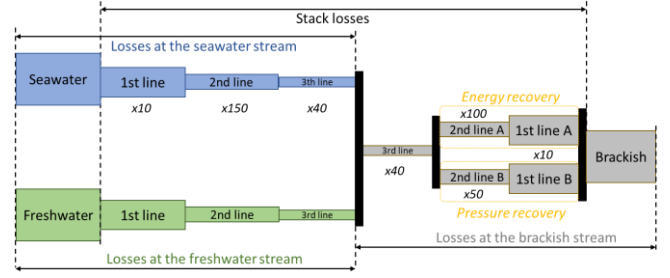 Stack losses
Losses at the seawater stream
Seawater
1st line
2nd line
3th line
x10
x150
x40
Energy recovery
x100
2nd line A
1st line A
3rd line
x40
x10
Brackish
2nd line B
1st line B
x50
Pressure recovery
Freshwater
1st line
2nd line
3rd line
Losses at the freshwater stream
Losses at the brackish stream